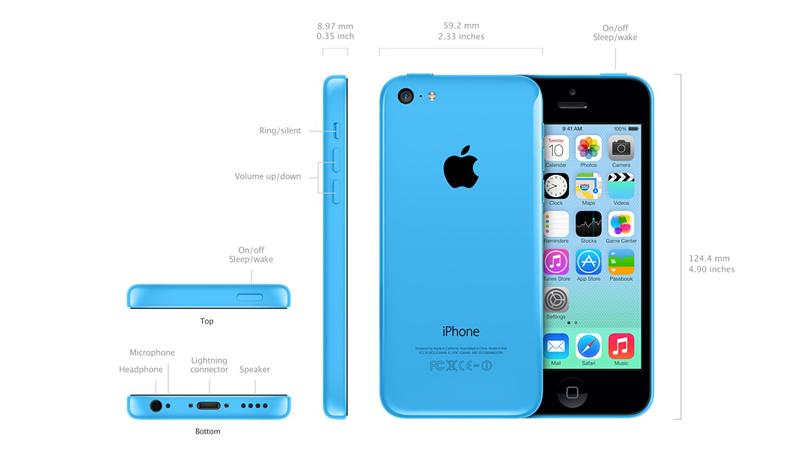 8.97 mm
0.35 inch
59.2 mm
2.33 inches
On/off
Sleep/wake
Ring/silent
Volume up/down
On/off
Sleep/wake
Top
Microphone
Headphone
Lightning
connector
Speaker
Bottom
iPhone
9:41 AM 100%
Tuesday
10
Calendar Photos Camera
Clock Maps Videos
Reminders Stocks Game Center
iTunes Store App Store Passbook
Settings
Mail Safari Music
124.4 mm
4.90 inches